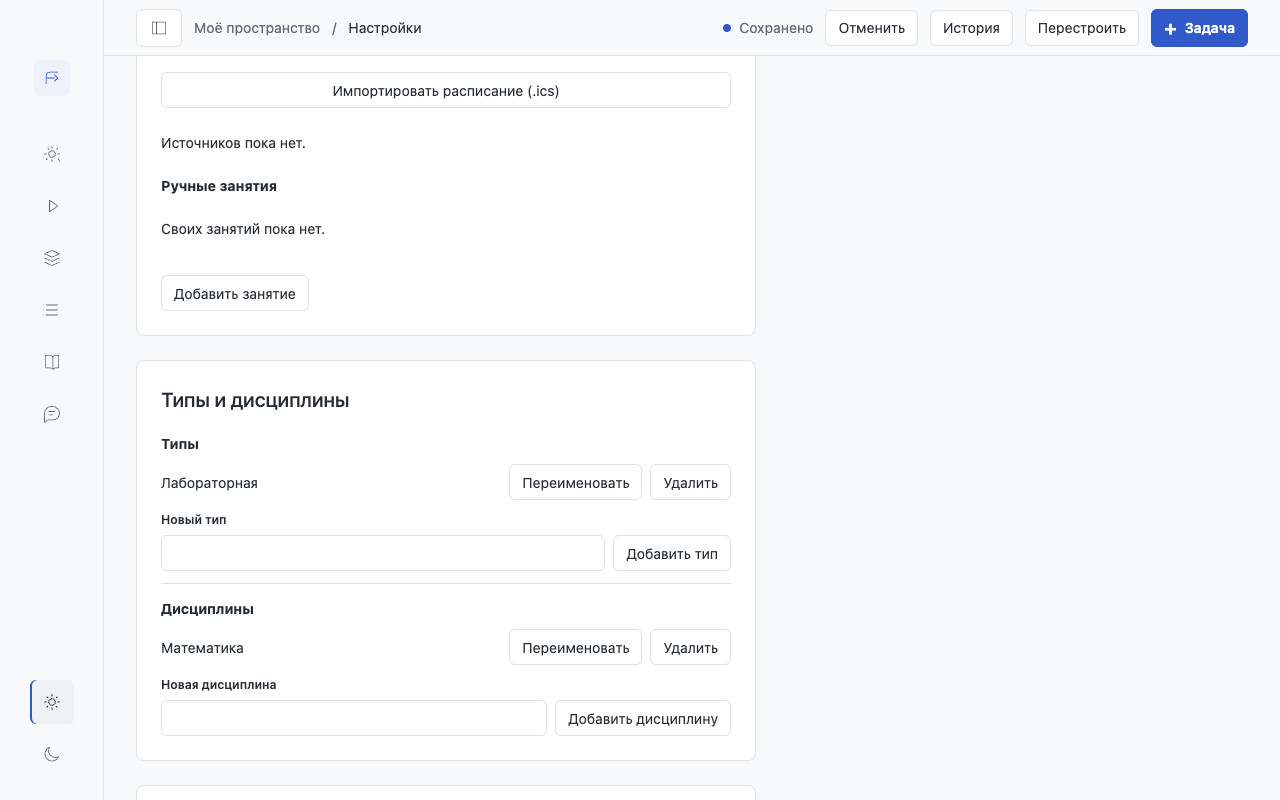 Моё пространство / Настройки
Сохранено
Отменить
История
Перестроить
+ Задача
Импортировать расписание (.ics)
Источников пока нет.
Ручные занятия
Своих занятий пока нет.
Добавить занятие
Типы и дисциплины
Типы
Лабораторная
Переименовать
Удалить
Новый тип
Добавить тип
Дисциплины
Математика
Переименовать
Удалить
Новая дисциплина
Добавить дисциплину